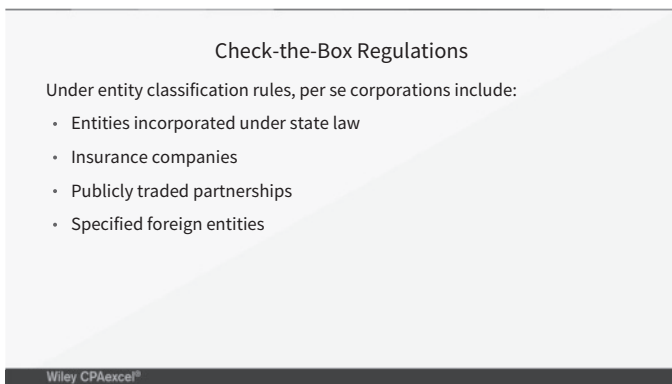 Check-the-Box Regulations
Under entity classification rules, per se corporations include:
• Entities incorporated under state law
• Insurance companies
• Publicly traded partnerships
• Specified foreign entities
Wiley CPAexcel®